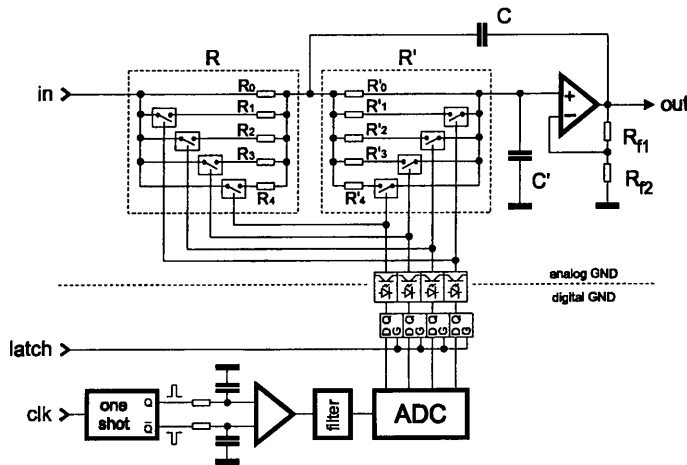 C
R
R'
in
R0
R1
R2
R3
R4
R'0
R'1
R'2
R'3
R'4
+
−
out
Rf1
Rf2
C'
analog GND
digital GND
D Q G D Q G D Q G D Q G
latch
clk
one shot
Q
Q̅
filter
ADC